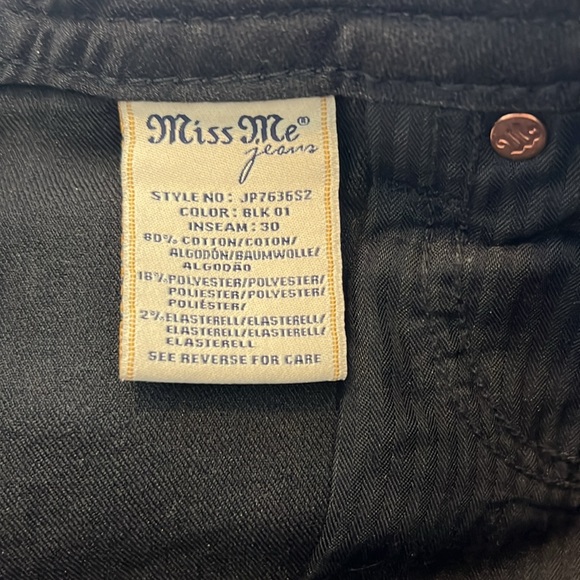 Miss Me®
jeans
STYLE NO: JP7636S2
COLOR: BLK 01
INSEAM: 30
80% COTTON/COTON/
ALGODÓN/BAUMWOLLE/
ALGODÃO
18% POLYESTER/POLYESTER/
POLIESTER/POLYESTER/
POLIÉSTER/
2% ELASTERELL/ELASTERELL/
ELASTERELL/ELASTERELL/
ELASTERELL
SEE REVERSE FOR CARE
M